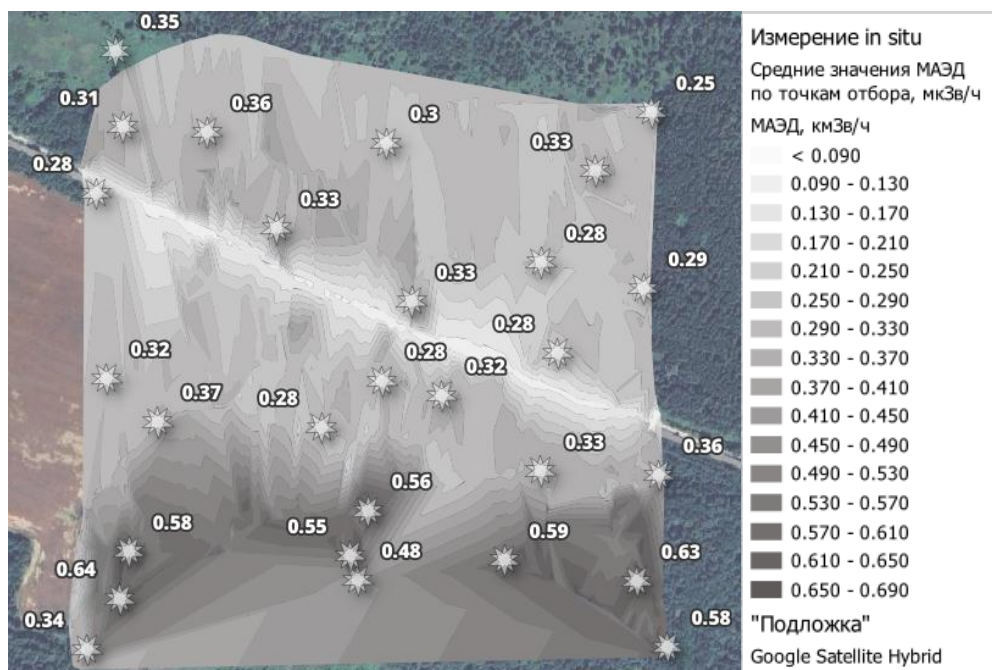 0.35
0.31
0.36
0.3
0.25
0.33
0.28
0.33
0.28
0.29
0.33
0.28
0.32
0.28
0.32
0.37
0.28
0.33
0.36
0.56
0.58
0.55
0.59
0.48
0.64
0.63
0.34
0.58
Измерение in situ
Средние значения МАЭД
по точкам отбора, мкЗв/ч
МАЭД, кмЗв/ч
< 0.090
0.090 - 0.130
0.130 - 0.170
0.170 - 0.210
0.210 - 0.250
0.250 - 0.290
0.290 - 0.330
0.330 - 0.370
0.370 - 0.410
0.410 - 0.450
0.450 - 0.490
0.490 - 0.530
0.530 - 0.570
0.570 - 0.610
0.610 - 0.650
0.650 - 0.690
"Подложка"
Google Satellite Hybrid